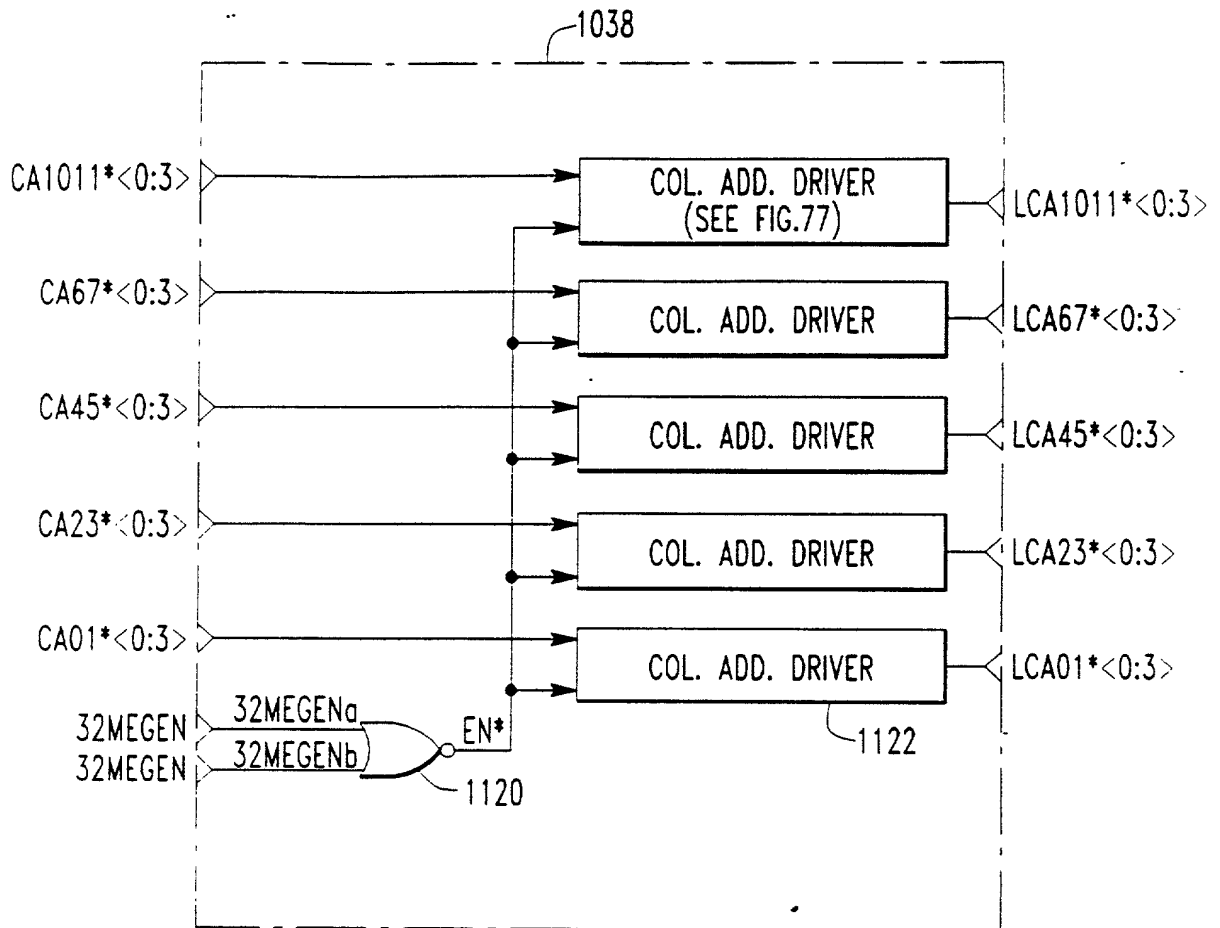 1038
CA1011*<0:3>
COL. ADD. DRIVER
(SEE FIG.77)
LCA1011*<0:3>
CA67*<0:3>
COL. ADD. DRIVER
LCA67*<0:3>
CA45*<0:3>
COL. ADD. DRIVER
LCA45*<0:3>
CA23*<0:3>
COL. ADD. DRIVER
LCA23*<0:3>
CA01*<0:3>
COL. ADD. DRIVER
LCA01*<0:3>
32MEGEN
32MEGENa
EN*
1122
32MEGEN
32MEGENb
1120